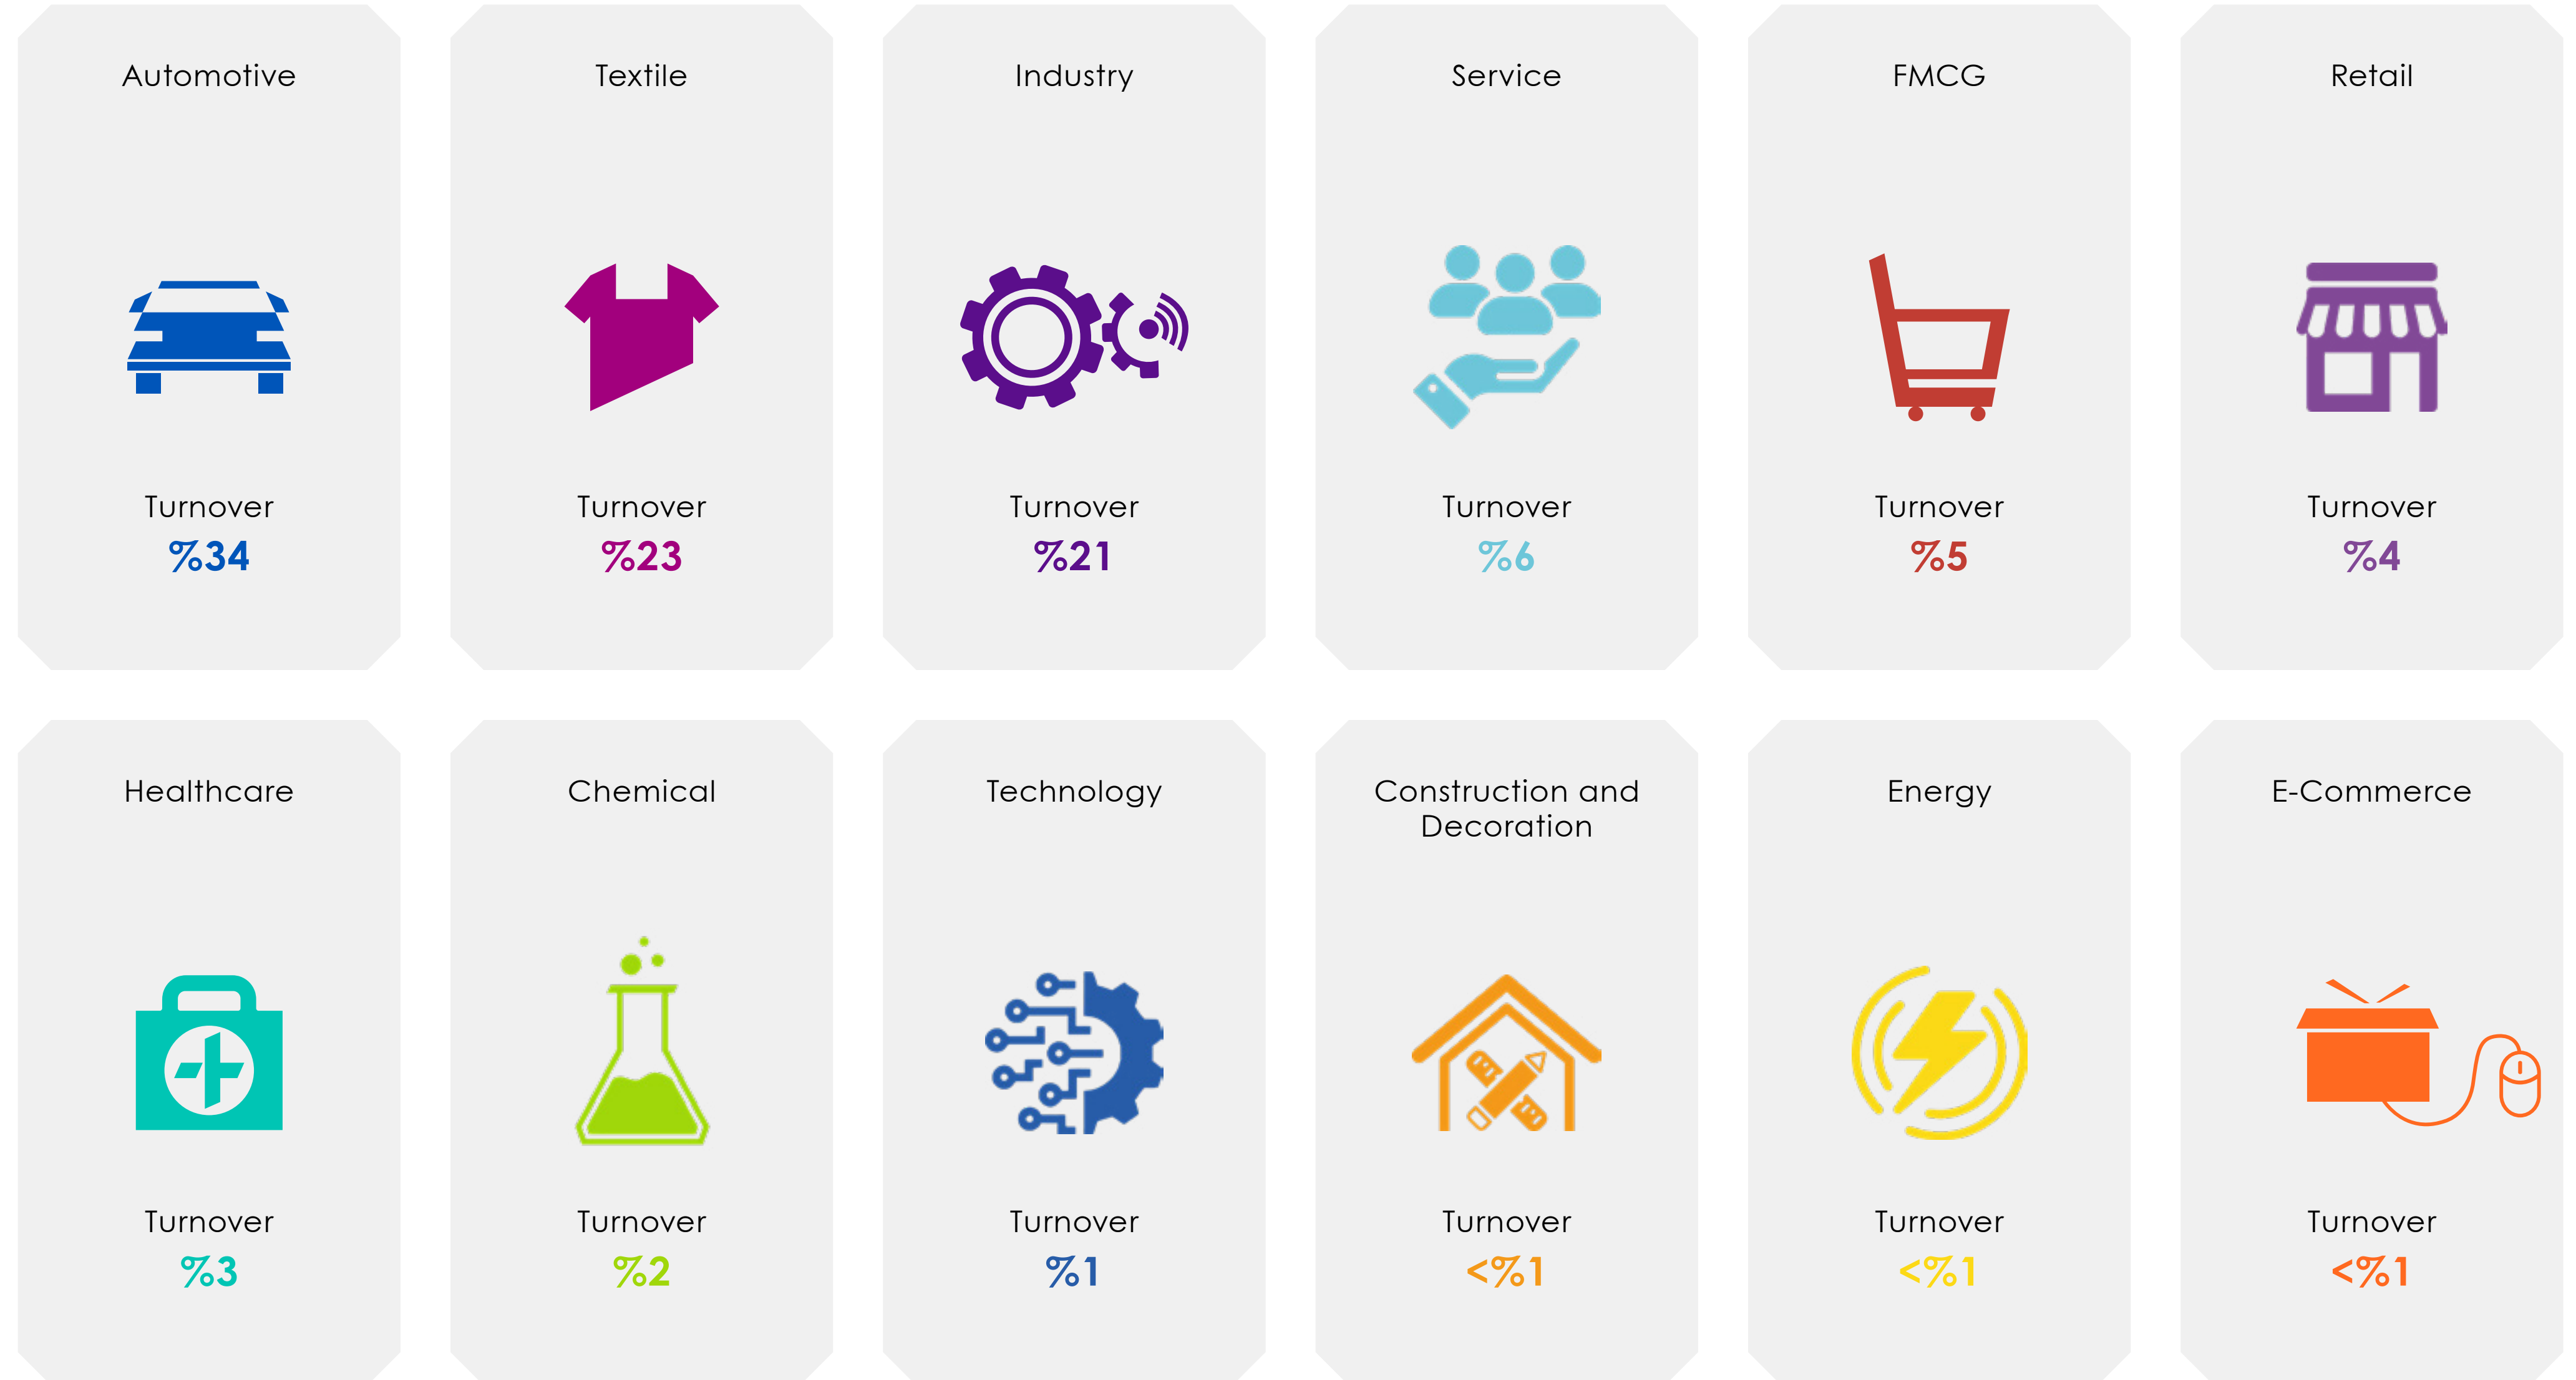 Automotive
Turnover
%34
Textile
Turnover
%23
Industry
Turnover
%21
Service
Turnover
%6
FMCG
Turnover
%5
Retail
Turnover
%4
Healthcare
Turnover
%3
Chemical
Turnover
%2
Technology
Turnover
%1
Construction and
Decoration
Turnover
<%1
Energy
Turnover
<%1
E-Commerce
Turnover
<%1